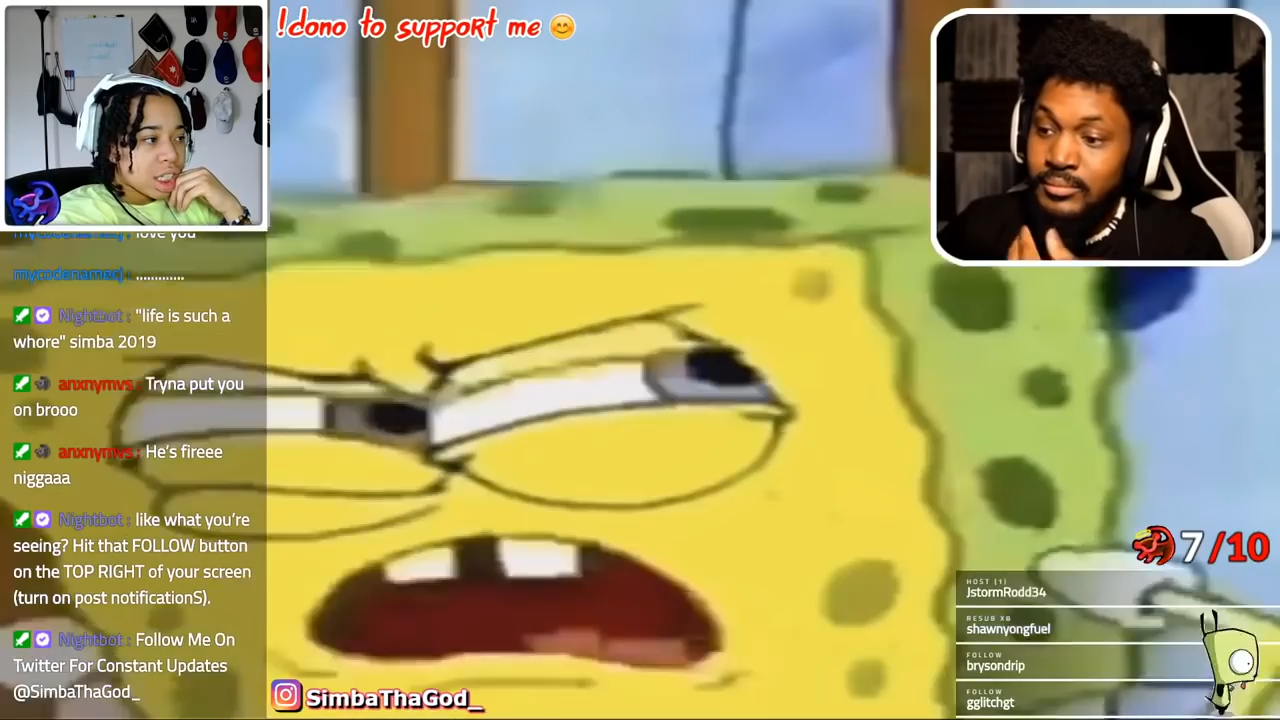 !dono to support me 😊
love you
mycodenamecj : .............
Nightbot : "life is such a
whore" simba 2019
anxnymvs : Tryna put you
on brooo
anxnymvs : He's fireee
niggaaa
Nightbot : like what you're
seeing? Hit that FOLLOW button
on the TOP RIGHT of your screen
(turn on post notificationS).
Nightbot : Follow Me On
Twitter For Constant Updates
@SimbaThaGod_
SimbaThaGod_
7/10
HOST (1)
JstormRodd34
RESUB X8
shawnyongfuel
FOLLOW
brysondrip
FOLLOW
gglitchgt